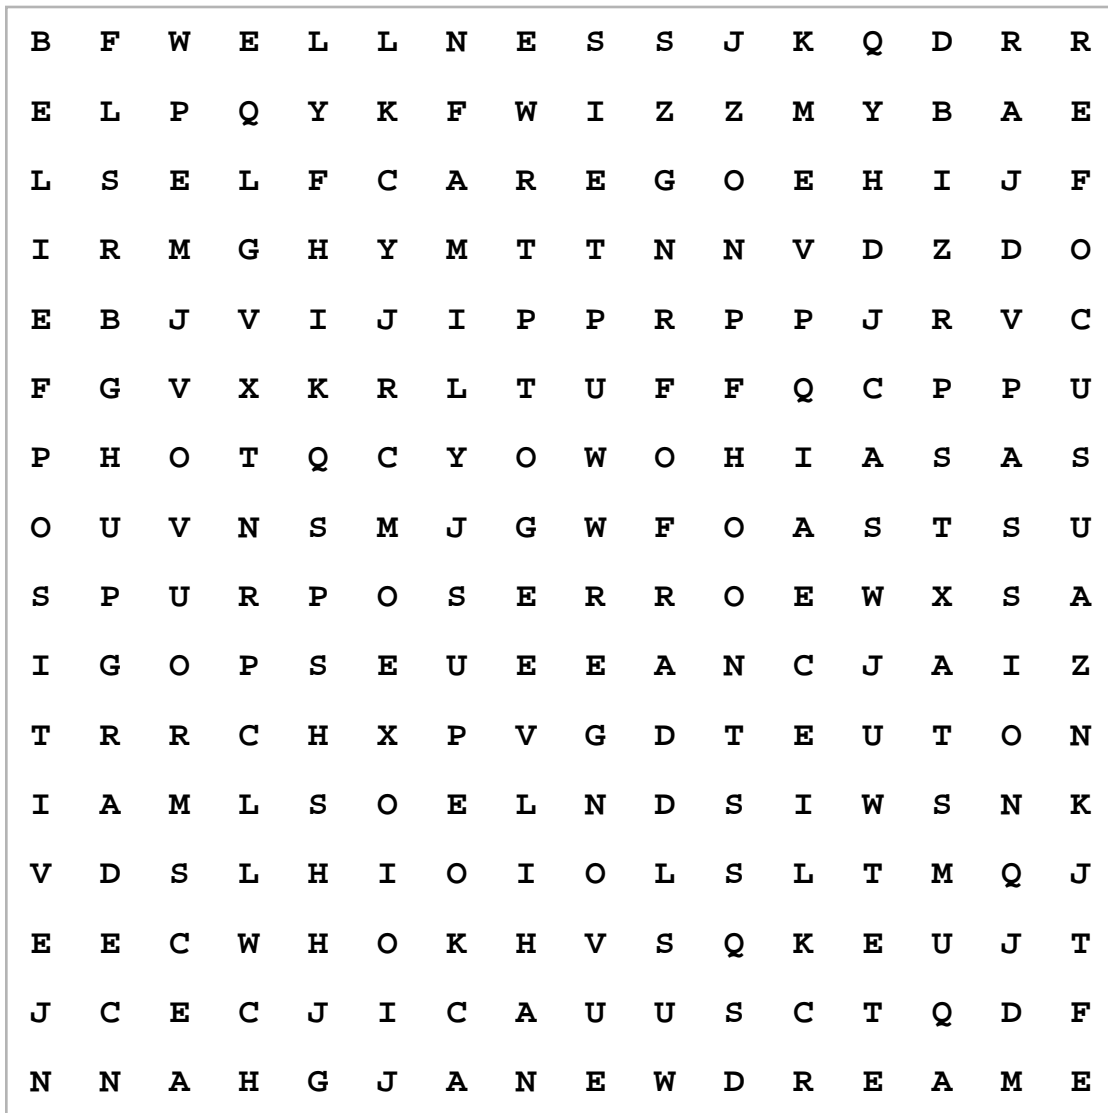 B F W E L L N E S S J K Q D R R
E L P Q Y K F W I Z Z M Y B A E
L S E L F C A R E G O E H I J F
I R M G H Y M T T N N V D Z D O
E B J V I J I P P R P P J R V C
F G V X K R L T U F F Q C P P U
P H O T Q C Y O W O H I A S A S
O U V N S M J G W F O A S T S U
S P U R P O S E R R O E W X S A
I G O P S E U E E A N C J A I Z
T R R C H X P V G D T E U T O N
I A M L S O E L N D S I W S N K
V D S L H I O I O L S L T M Q J
E E C W H O K H V S Q K E U J T
J C E C J I C A U U S C T Q D F
N N A H G J A N E W D R E A M E